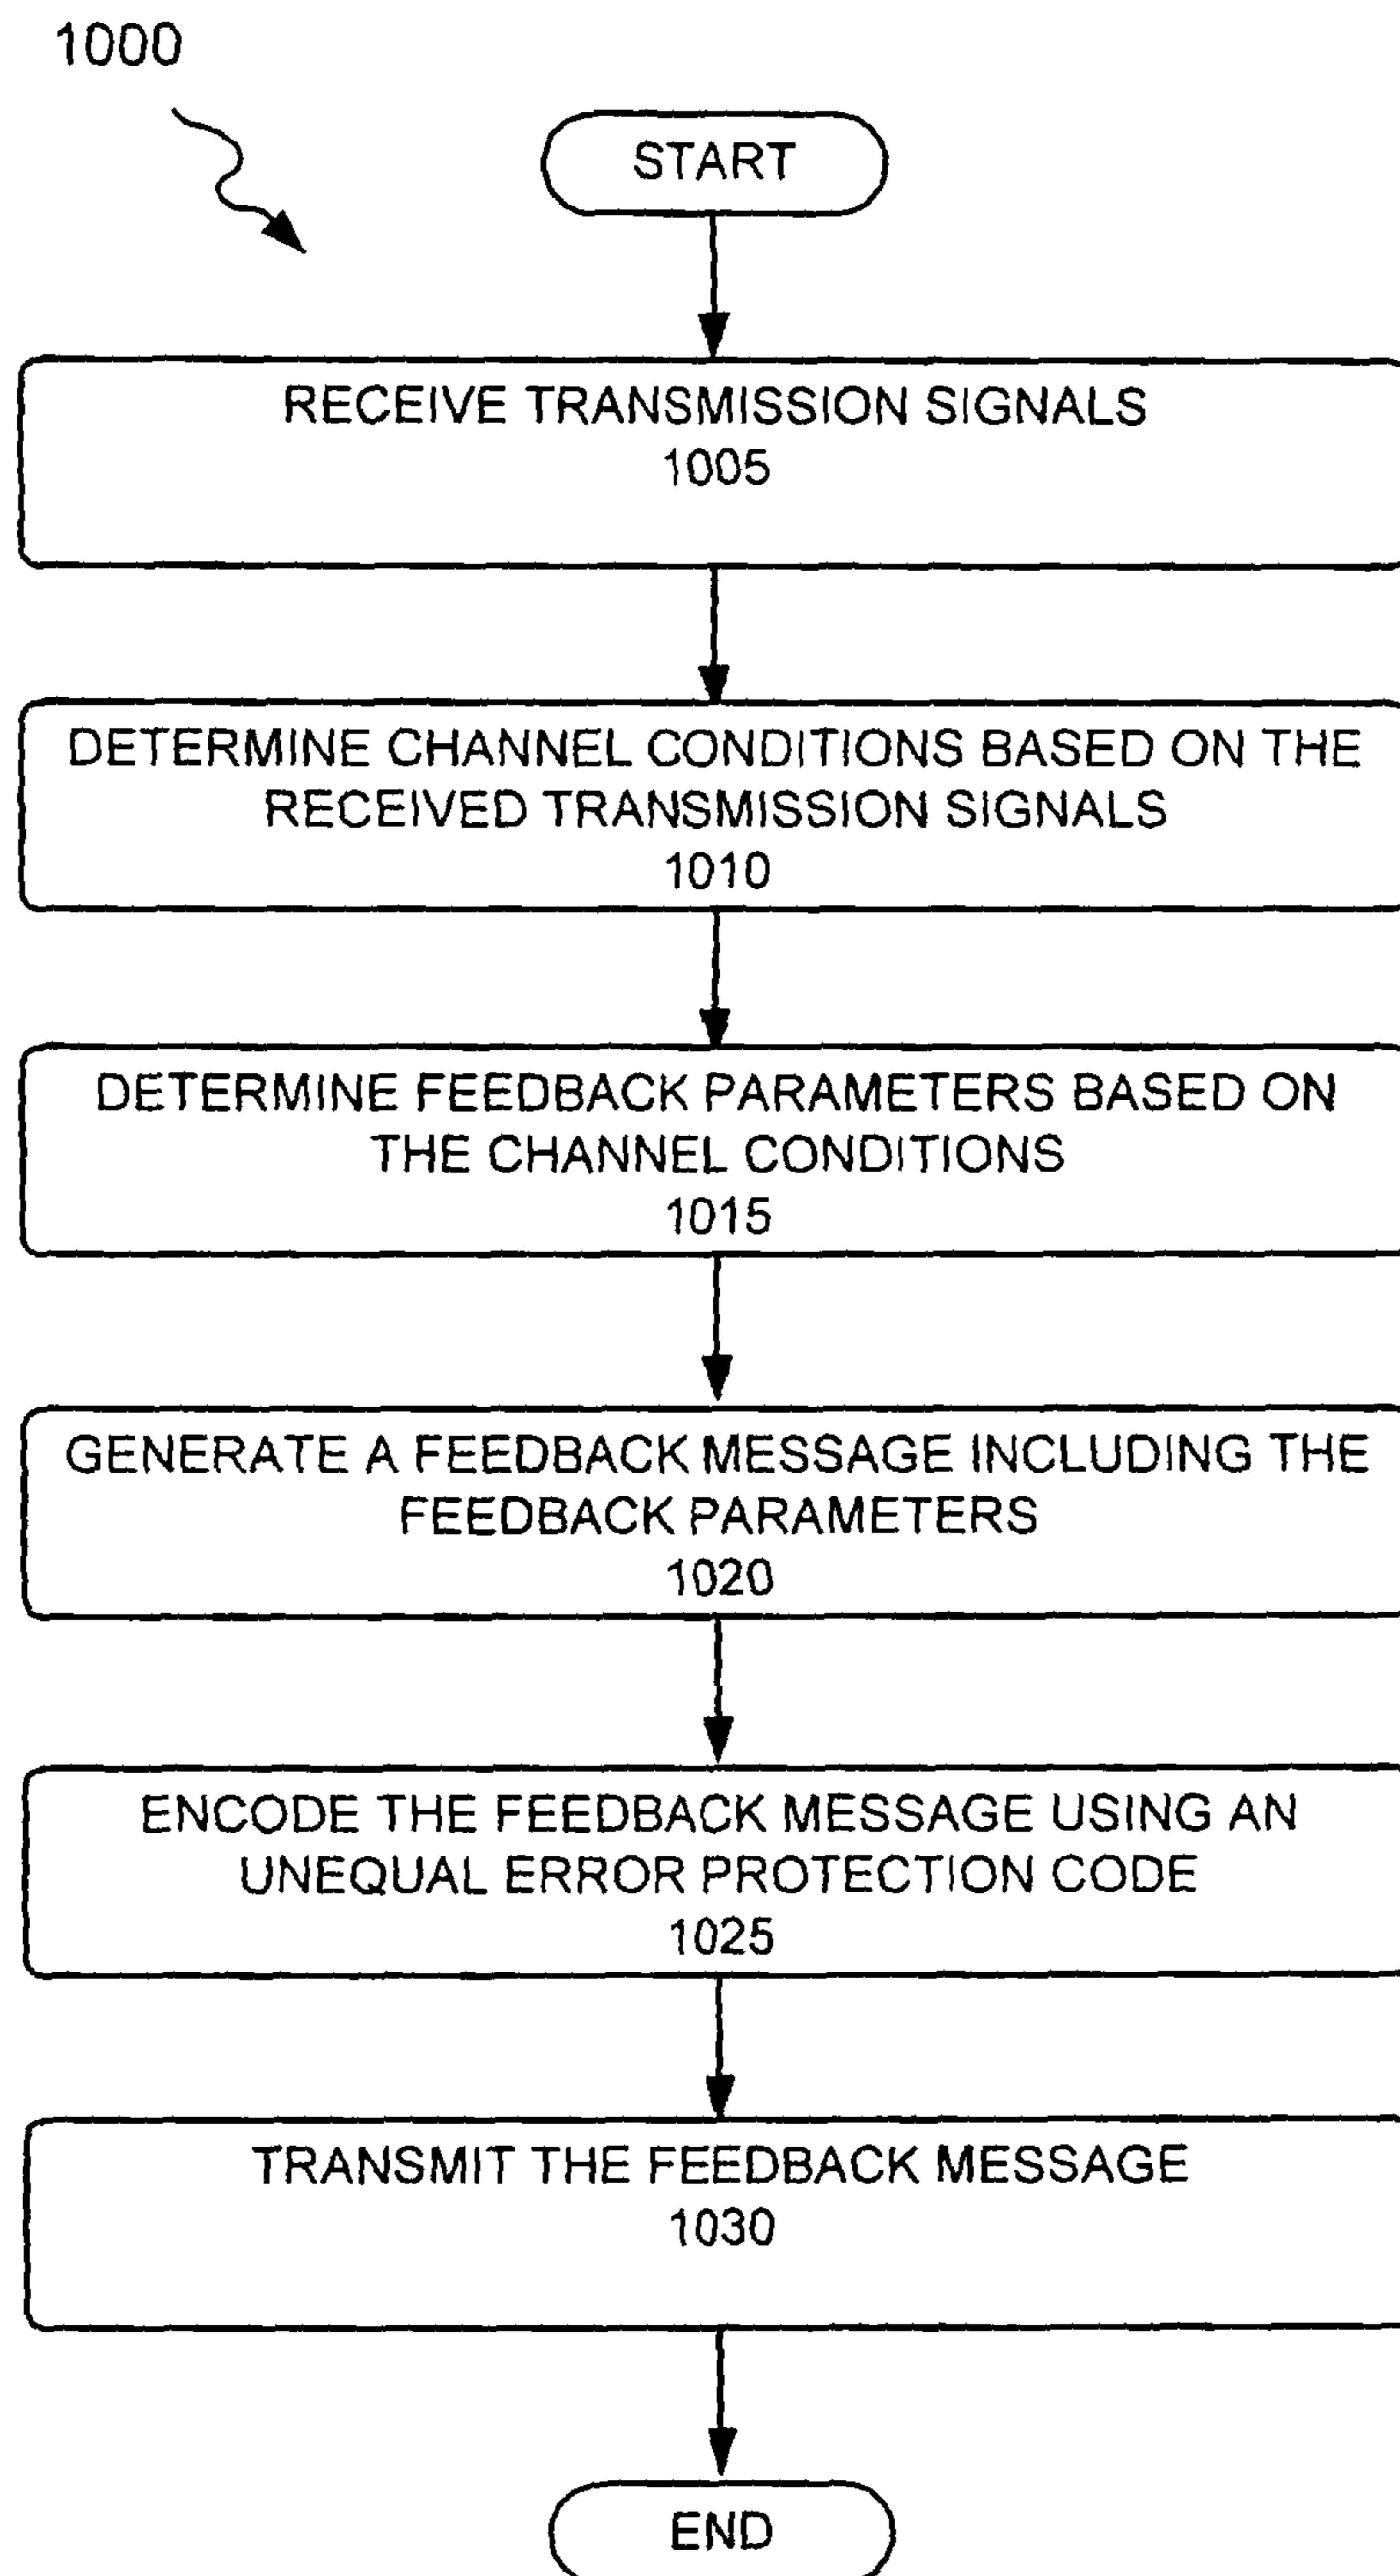 1000
START
RECEIVE TRANSMISSION SIGNALS
1005
DETERMINE CHANNEL CONDITIONS BASED ON THE
RECEIVED TRANSMISSION SIGNALS
1010
DETERMINE FEEDBACK PARAMETERS BASED ON
THE CHANNEL CONDITIONS
1015
GENERATE A FEEDBACK MESSAGE INCLUDING THE
FEEDBACK PARAMETERS
1020
ENCODE THE FEEDBACK MESSAGE USING AN
UNEQUAL ERROR PROTECTION CODE
1025
TRANSMIT THE FEEDBACK MESSAGE
1030
END